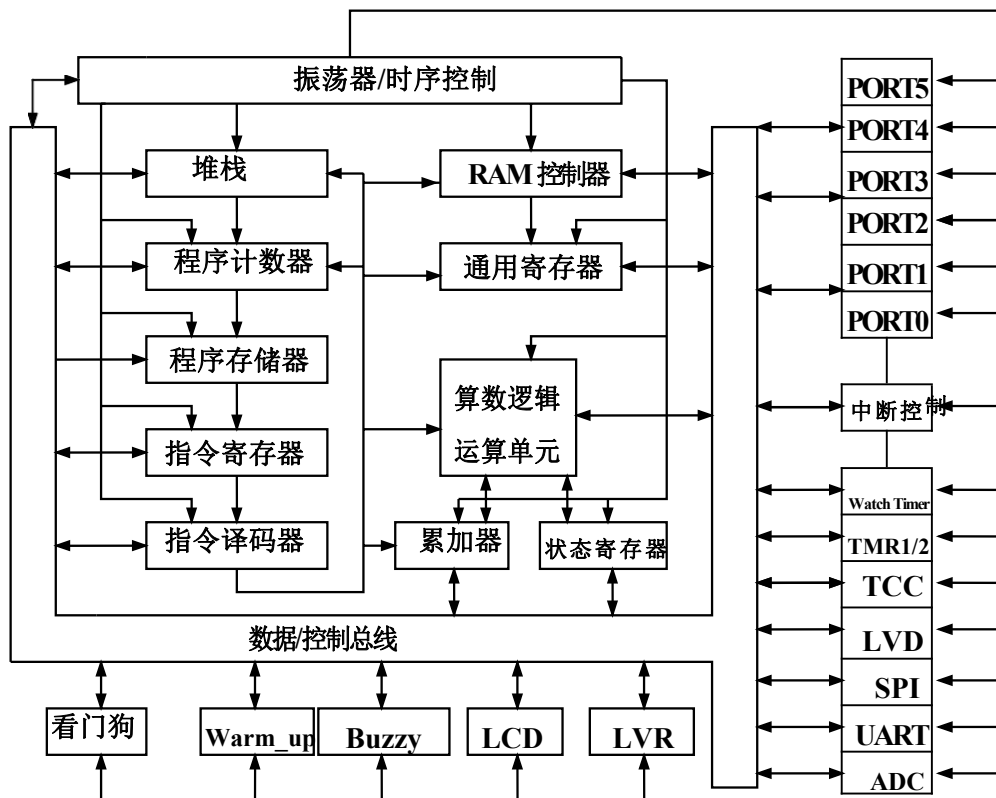 振荡器/时序控制
堆栈
RAM 控制器
程序计数器
通用寄存器
程序存储器
算数逻辑
运算单元
指令寄存器
指令译码器
累加器
状态寄存器
数据/控制总线
看门狗
Warm_up
Buzzy
LCD
LVR
PORT5
PORT4
PORT3
PORT2
PORT1
PORT0
中断控制
Watch Timer
TMR1/2
TCC
LVD
SPI
UART
ADC